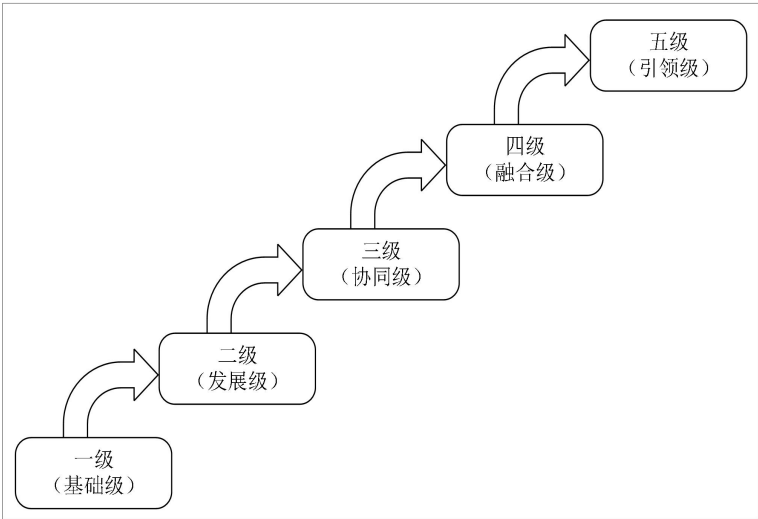 五级
（引领级）
四级
（融合级）
三级
（协同级）
二级
（发展级）
一级
（基础级）